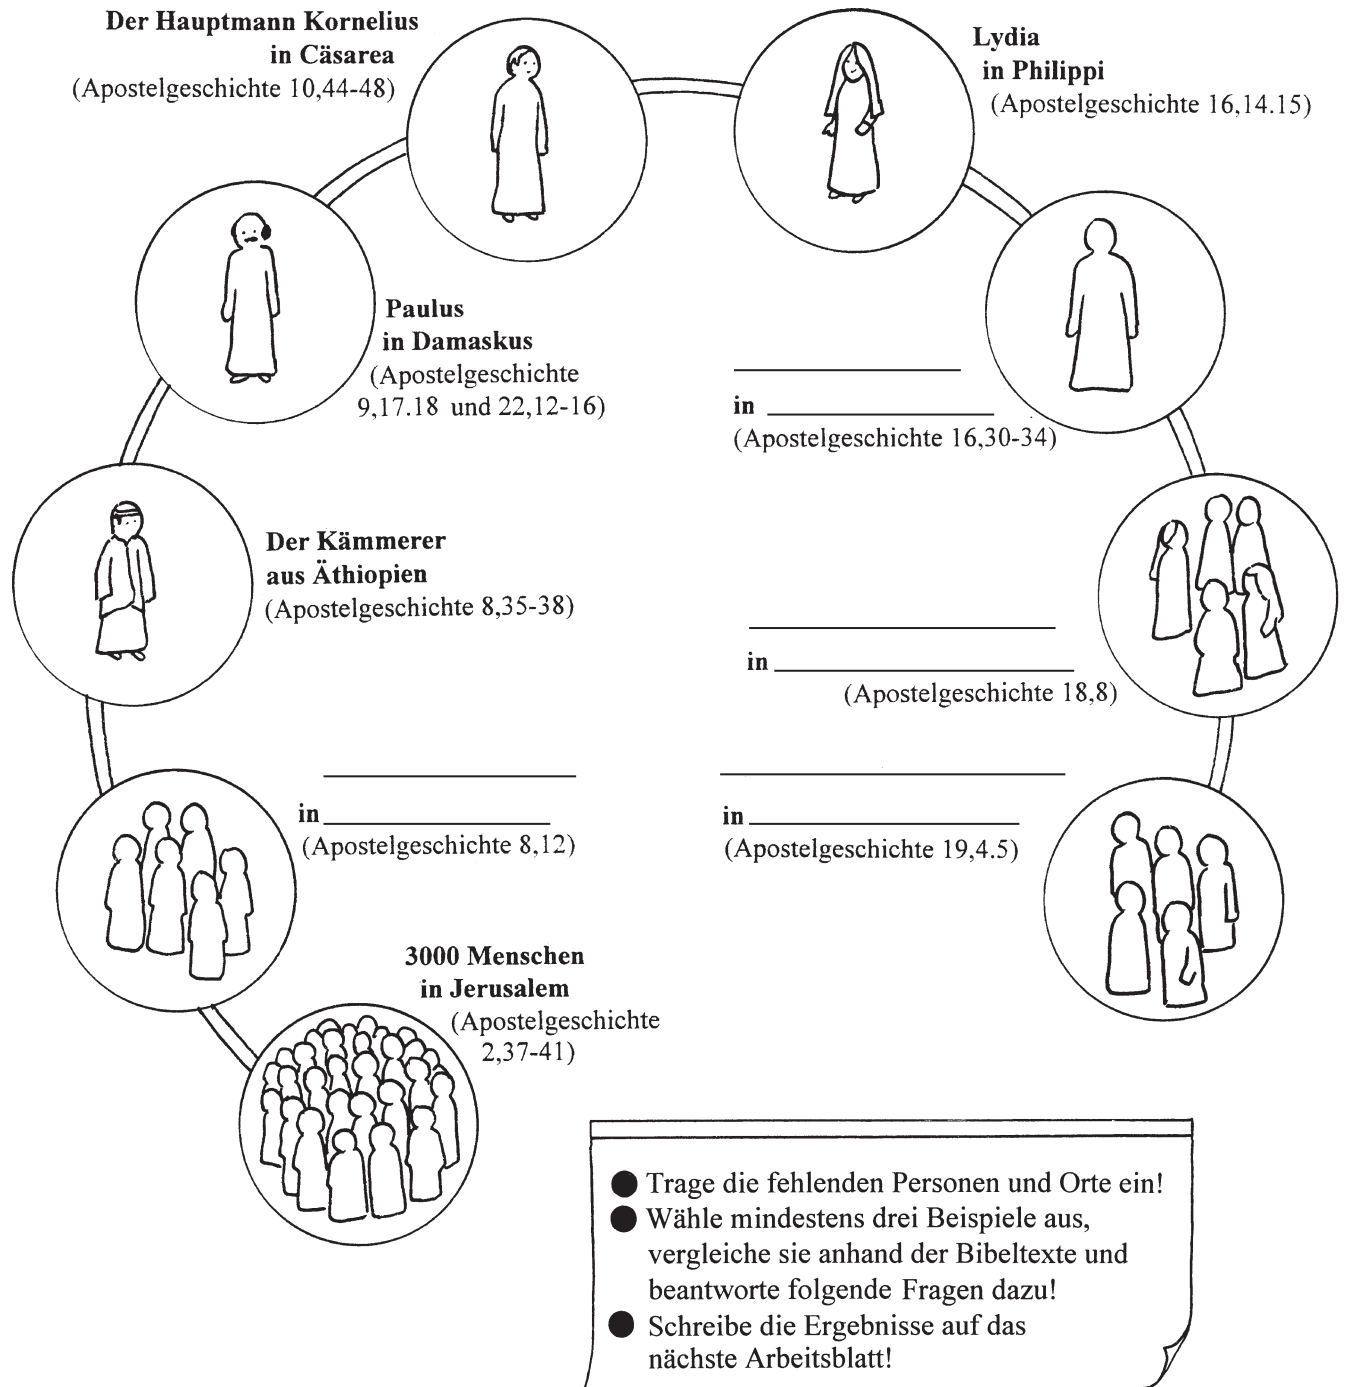 Der Hauptmann Kornelius
in Cäsarea
(Apostelgeschichte 10,44-48)
Lydia
in Philippi
(Apostelgeschichte 16,14.15)
Paulus
in Damaskus
(Apostelgeschichte
9,17.18 und 22,12-16)
in
(Apostelgeschichte 16,30-34)
Der Kämmerer
aus Äthiopien
(Apostelgeschichte 8,35-38)
in
(Apostelgeschichte 18,8)
in
(Apostelgeschichte 8,12)
in
(Apostelgeschichte 19,4.5)
3000 Menschen
in Jerusalem
(Apostelgeschichte
2,37-41)
● Trage die fehlenden Personen und Orte ein!
● Wähle mindestens drei Beispiele aus,
vergleiche sie anhand der Bibeltexte und
beantworte folgende Fragen dazu!
● Schreibe die Ergebnisse auf das
nächste Arbeitsblatt!